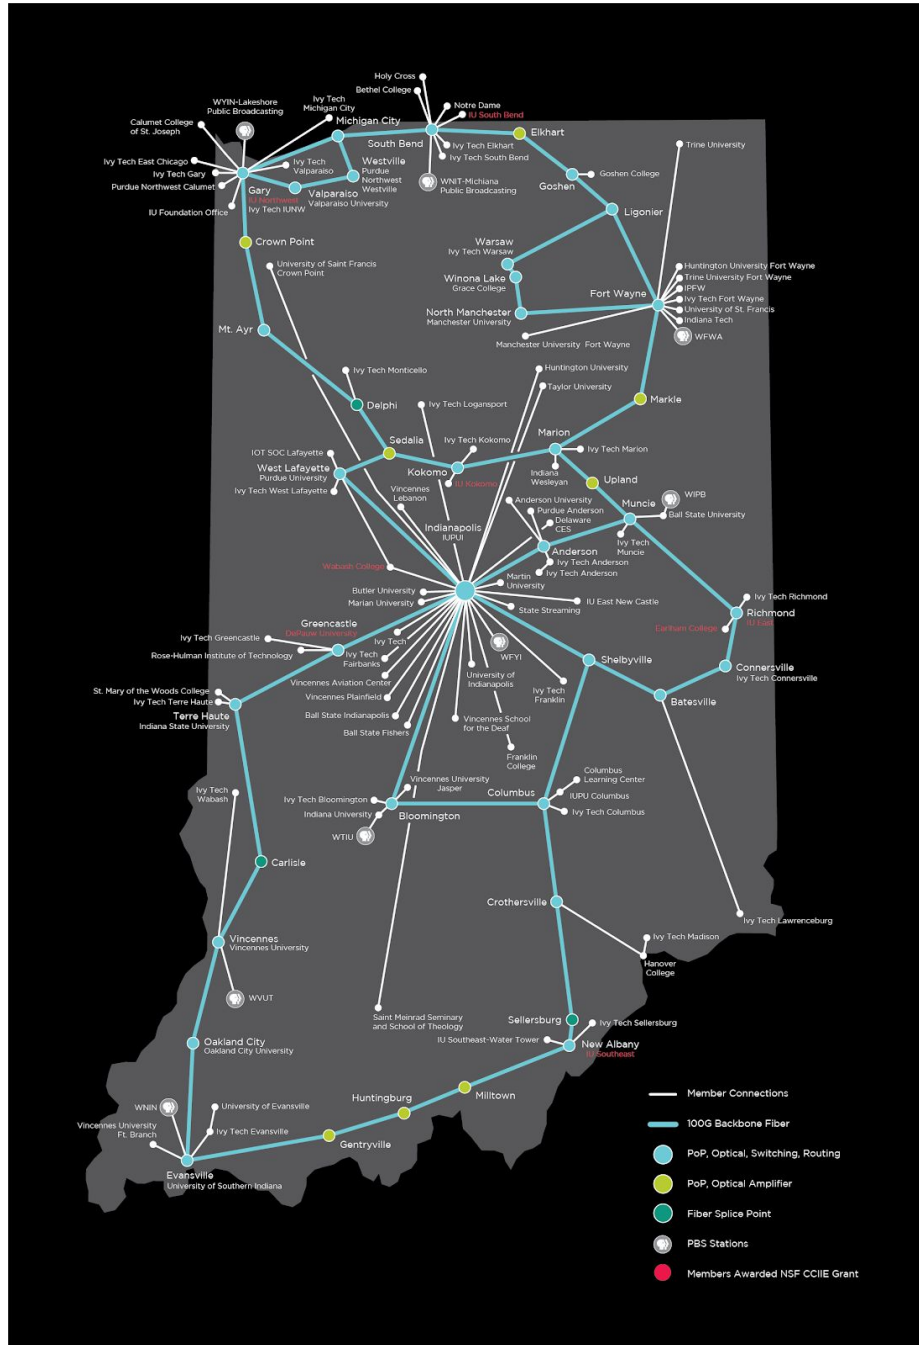 Holy Cross
Bethel College
Notre Dame
IU South Bend
WYIN-Lakeshore
Public Broadcasting
Ivy Tech
Michigan City
Michigan City
Calumet College
of St. Joseph
South Bend
Elkhart
Ivy Tech Elkhart
Ivy Tech South Bend
Trine University
Ivy Tech East Chicago
Ivy Tech
Valparaiso
Westville
Purdue
Northwest
Westville
Ivy Tech Gary
Purdue Northwest Calumet
Gary
IU Northwest
Ivy Tech IUNW
Valparaiso
Valparaiso University
WNIT-Michiana
Public Broadcasting
Goshen
Goshen College
IU Foundation Office
Ligonier
Crown Point
University of Saint Francis
Crown Point
Warsaw
Ivy Tech Warsaw
Winona Lake
Grace College
Fort Wayne
Huntington University Fort Wayne
Trine University Fort Wayne
IPFW
Ivy Tech Fort Wayne
University of St. Francis
Indiana Tech
WFWA
North Manchester
Manchester University
Manchester University Fort Wayne
Mt. Ayr
Ivy Tech Monticello
Huntington University
Taylor University
Delphi
Ivy Tech Logansport
Markle
Sedalia
Ivy Tech Kokomo
Marion
Ivy Tech Marion
IOT SOC Lafayette
West Lafayette
Purdue University
Ivy Tech West Lafayette
Kokomo
IU Kokomo
Indiana
Wesleyan
Upland
Vincennes
Lebanon
Anderson University
Purdue Anderson
Delaware
CES
Muncie
WIPB
Ball State University
Ivy Tech
Muncie
Indianapolis
IUPUI
Anderson
Ivy Tech Anderson
Ivy Tech Anderson
Wabash College
Martin
University
Butler University
Marian University
IU East New Castle
State Streaming
Ivy Tech Richmond
Richmond
IU East
Earlham College
Greencastle
DePauw University
Ivy Tech Greencastle
Rose-Hulman Institute of Technology
Ivy Tech
Ivy Tech
Fairbanks
WFYI
Shelbyville
Connersville
Ivy Tech Connersville
Vincennes Aviation Center
University of
Indianapolis
Ivy Tech
Franklin
St. Mary of the Woods College
Ivy Tech Terre Haute
Terre Haute
Indiana State University
Vincennes Plainfield
Batesville
Ball State Indianapolis
Ball State Fishers
Vincennes School
for the Deaf
Franklin
College
Ivy Tech
Wabash
Vincennes University
Jasper
Ivy Tech Bloomington
Indiana University
Bloomington
WTIU
Columbus
Columbus
Learning Center
IUPU Columbus
Ivy Tech Columbus
Carlisle
Crothersville
Ivy Tech Lawrenceburg
Vincennes
Vincennes University
Ivy Tech Madison
Hanover
College
WVUT
Saint Meinrad Seminary
and School of Theology
Sellersburg
Ivy Tech Sellersburg
Oakland City
Oakland City University
IU Southeast-Water Tower
New Albany
IU Southeast
WNIN
University of Evansville
Huntingburg
Milltown
Vincennes University
Ft. Branch
Ivy Tech Evansville
Gentryville
Evansville
University of Southern Indiana
Member Connections
100G Backbone Fiber
PoP, Optical, Switching, Routing
PoP, Optical Amplifier
Fiber Splice Point
PBS Stations
Members Awarded NSF CCIIE Grant